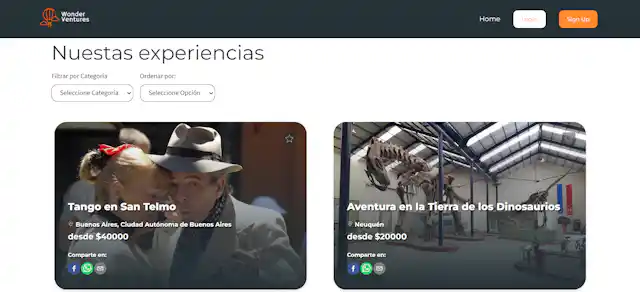 Wonder
Ventures
Home
Sign Up
Nuestas experiencias
Filtrar por Categoría
Ordenar por:
Seleccione Categoría
Seleccione Opción
Tango en San Telmo
Buenos Aires, Ciudad Autónoma de Buenos Aires
desde $40000
Comparte en:
Aventura en la Tierra de los Dinosaurios
Neuquén
desde $20000
Comparte en: